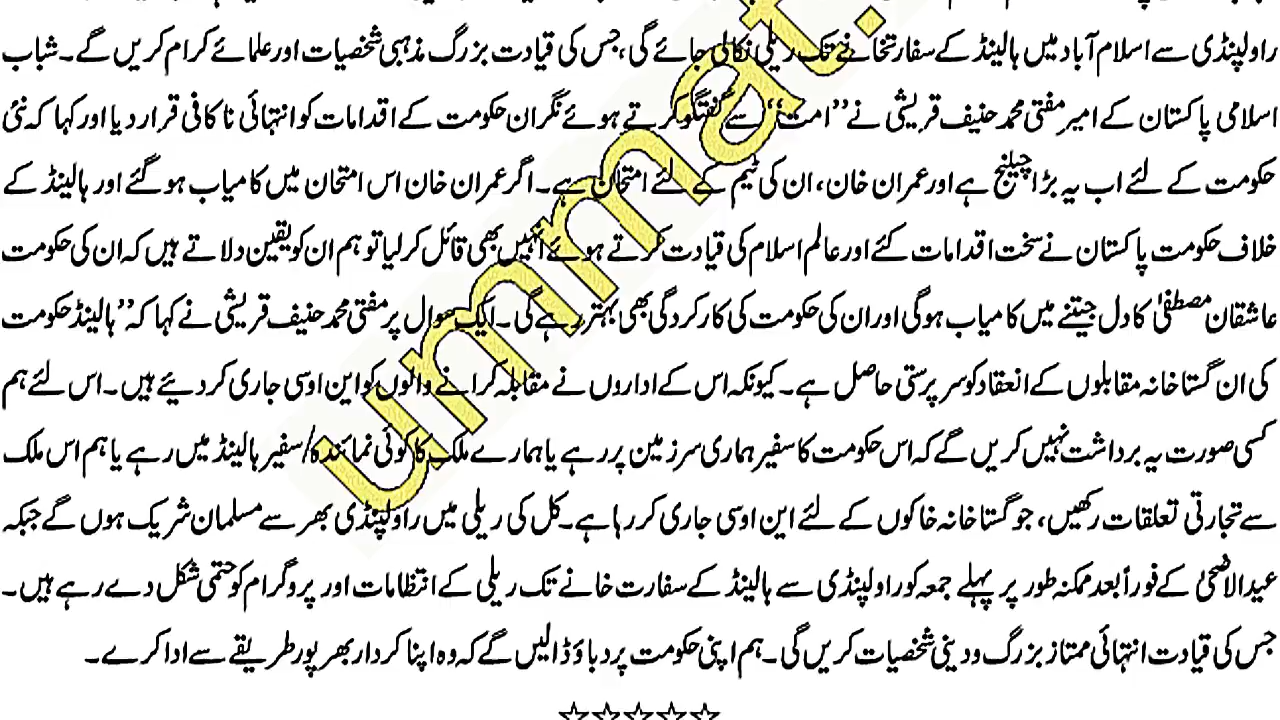 راولپنڈی سے اسلام آباد میں ہالینڈ کے سفارتخانے تک ریلی نکالی جائے گی، جس کی قیادت بزرگ مذہبی شخصیات اور علمائے کرام کریں گے۔ شباب
اسلامی پاکستان کے امیر مفتی محمد حنیف قریشی نے ’’امت‘‘ سے گفتگو کرتے ہوئے نگران حکومت کے اقدامات کو انتہائی ناکافی قرار دیا اور کہا کہ نئی
حکومت کے لئے اب یہ بڑا چیلنج ہے اور عمران خان، ان کی ٹیم کے لئے امتحان ہے۔ اگر عمران خان اس امتحان میں کامیاب ہو گئے اور ہالینڈ کے
خلاف حکومت پاکستان نے سخت اقدامات کئے اور عالم اسلام کی قیادت کرتے ہوئے انہیں بھی قائل کر لیا تو ہم ان کو یقین دلاتے ہیں کہ ان کی حکومت
عاشقان مصطفیٰ کا دل جیتنے میں کامیاب ہوگی اور ان کی حکومت کی کارکردگی بھی بہتر رہے گی۔ ایک سوال پر مفتی محمد حنیف قریشی نے کہا کہ ’’ہالینڈ حکومت
کی ان گستاخانہ مقابلوں کے انعقاد کو سرپرستی حاصل ہے۔ کیونکہ اس کے اداروں نے مقابلہ کرانے والوں کو این او سی جاری کر دیئے ہیں۔ اس لئے ہم
کسی صورت یہ برداشت نہیں کریں گے کہ اس حکومت کا سفیر ہماری سرزمین پر رہے یا ہمارے ملک کا کوئی نمائندہ/سفیر ہالینڈ میں رہے یا ہم اس ملک
سے تجارتی تعلقات رکھیں، جو گستاخانہ خاکوں کے لئے این او سی جاری کر رہا ہے۔ کل کی ریلی میں راولپنڈی بھر سے مسلمان شریک ہوں گے جبکہ
عیدالاضحیٰ کے فوراً بعد ممکنہ طور پر پہلے جمعہ کو راولپنڈی سے ہالینڈ کے سفارت خانے تک ریلی کے انتظامات اور پروگرام کو حتمی شکل دے رہے ہیں۔
جس کی قیادت انتہائی ممتاز بزرگ و دینی شخصیات کریں گی۔ ہم اپنی حکومت پر دباؤ ڈالیں گے کہ وہ اپنا کردار بھرپور طریقے سے ادا کرے۔
☆☆☆☆☆
ummat.